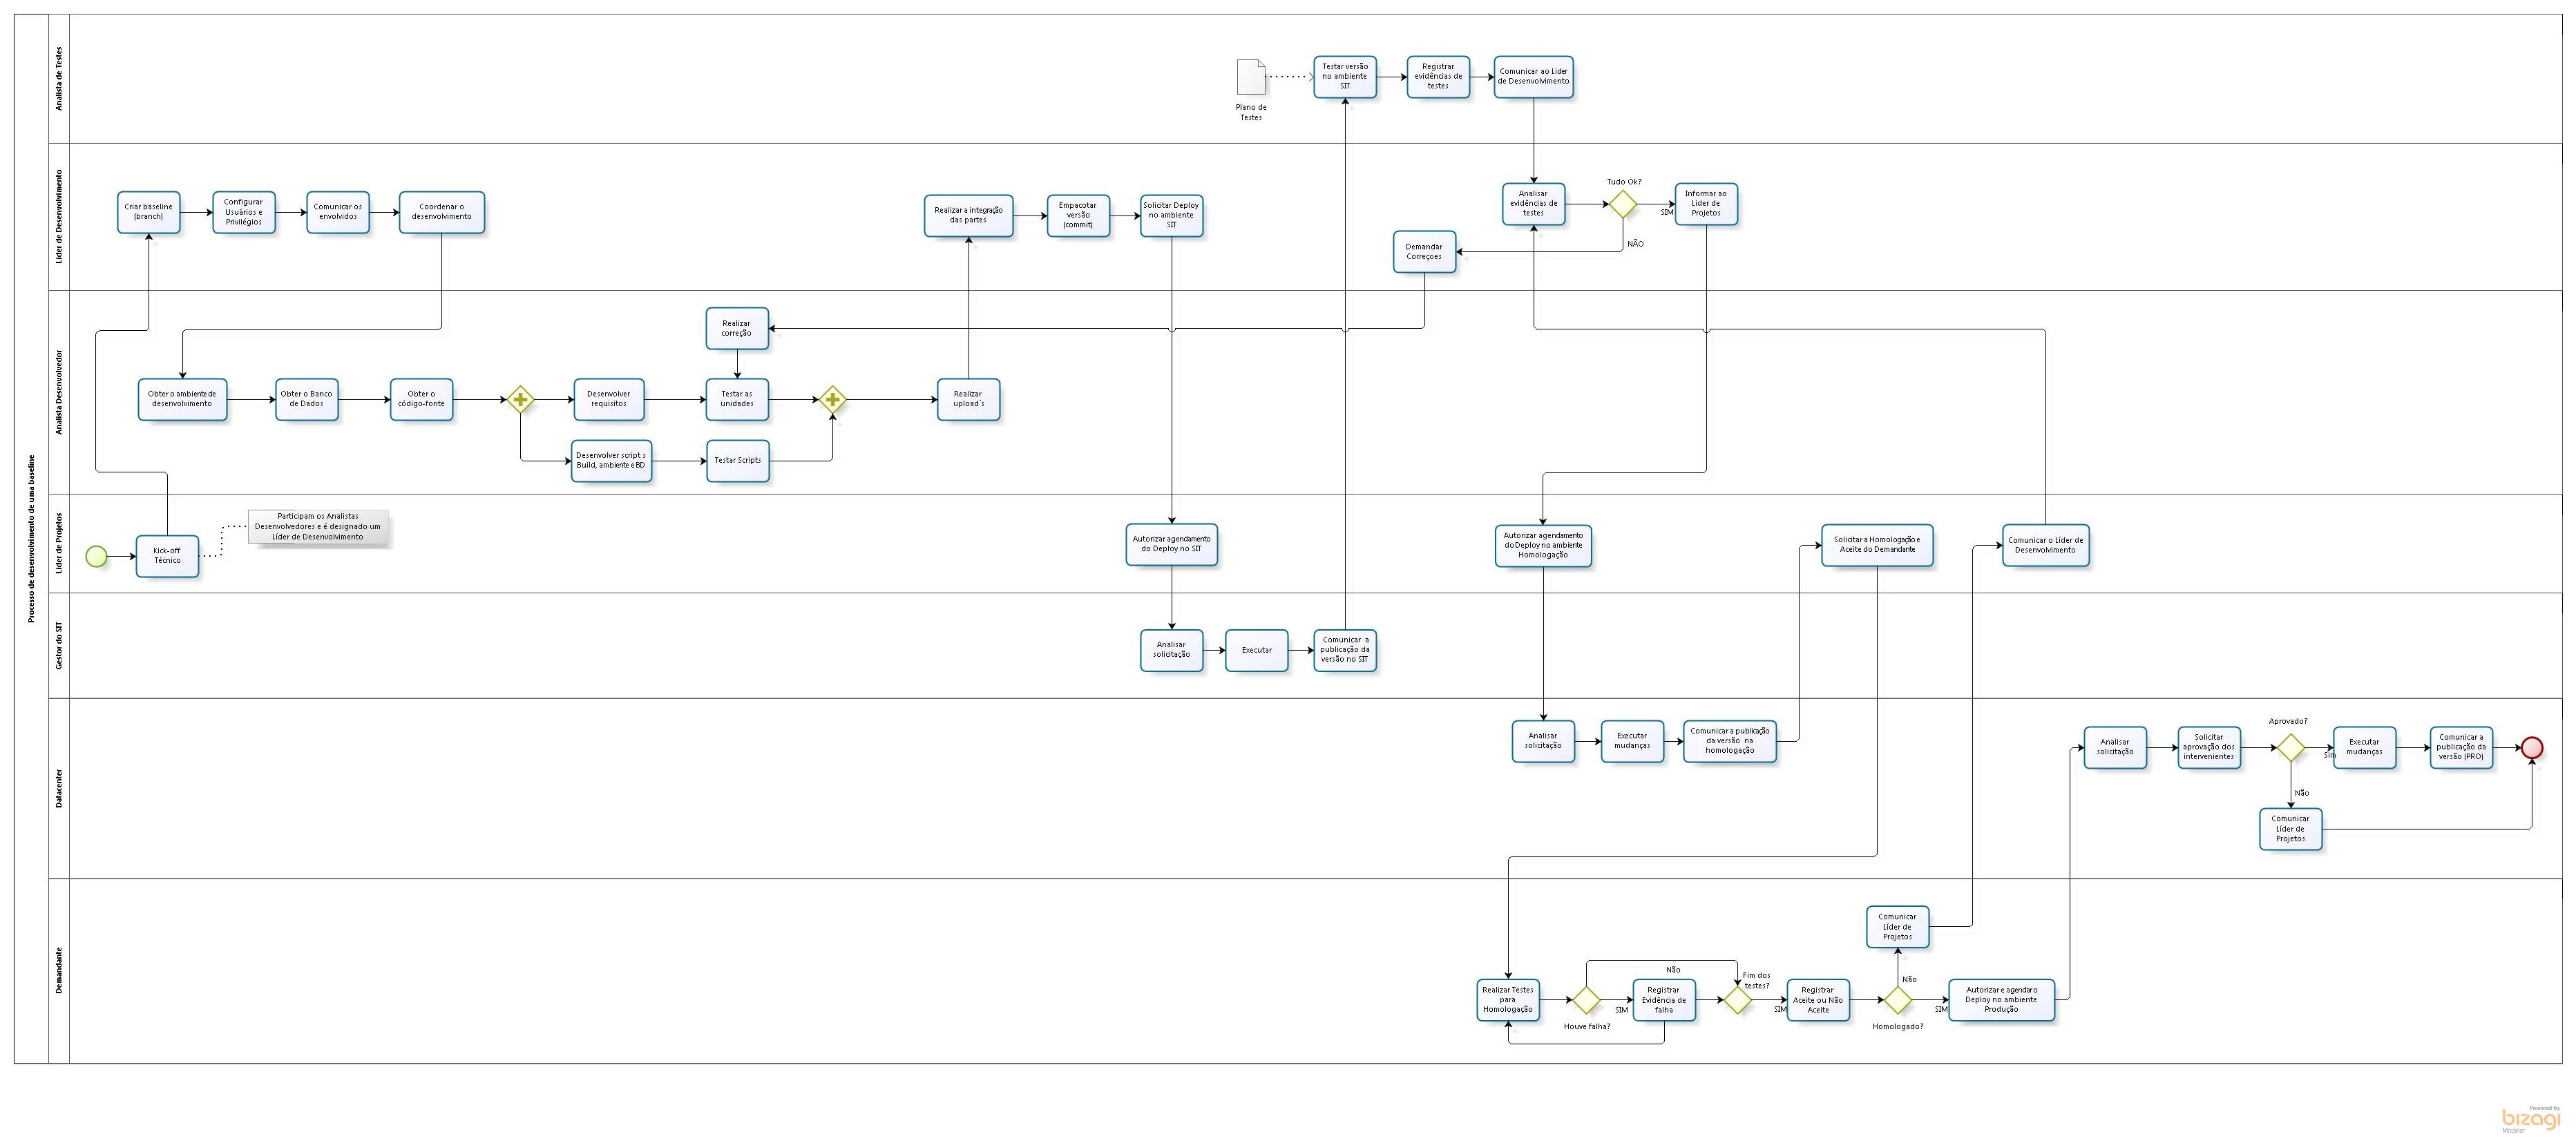 Processo de desenvolvimento de uma baseline
Analista de Testes
Plano de
Testes
Testar versão
no ambiente
SIT
Registrar
evidências de
testes
Comunicar ao Lider
de Desenvolvimento
Lider de Desenvolvimento
Criar baseline
(branch)
Configurar
Usuários e
Privilégios
Comunicar os
envolvidos
Coordenar o
desenvolvimento
Realizar a integração
das partes
Empacotar
versão
(commit)
Solicitar Deploy
no ambiente
SIT
Analisar
evidências de
testes
Tudo Ok?
SIM
NÃO
Informar ao
Lider de
Projetos
Demandar
Correçoes
Analista Desenvolvedor
Realizar
correção
Obter o ambiente de
desenvolvimento
Obter o Banco
de Dados
Obter o
código-fonte
Desenvolver
requisitos
Testar as
unidades
Realizar
upload´s
Desenvolver script s
Build, ambiente e BD
Testar Scripts
Lider de Projetos
Kick-off
Técnico
Participam os Analistas
Desenvolvedores e é designado um
Líder de Desenvolvimento
Autorizar agendamento
do Deploy no SIT
Autorizar agendamento
do Deploy no ambiente
Homologação
Solicitar a Homologação e
Aceite do Demandante
Comunicar o Líder de
Desenvolvimento
Gestor do SIT
Analisar
solicitação
Executar
Comunicar a
publicação da
versão no SIT
Datacenter
Analisar
solicitação
Executar
mudanças
Comunicar a publicação
da versão na
homologação
Analisar
solicitação
Solicitar
aprovação dos
intervenientes
Aprovado?
Sim
Não
Executar
mudanças
Comunicar a
publicação da
versão (PRO)
Comunicar
Líder de
Projetos
Demandante
Realizar Testes
para
Homologação
Houve falha?
SIM
Não
Registrar
Evidência de
falha
Fim dos
testes?
SIM
Registrar
Aceite ou Não
Aceite
Homologado?
Não
SIM
Comunicar
Líder de
Projetos
Autorizar e agendar o
Deploy no ambiente
Produção
Powered by
bizagi
Modeler